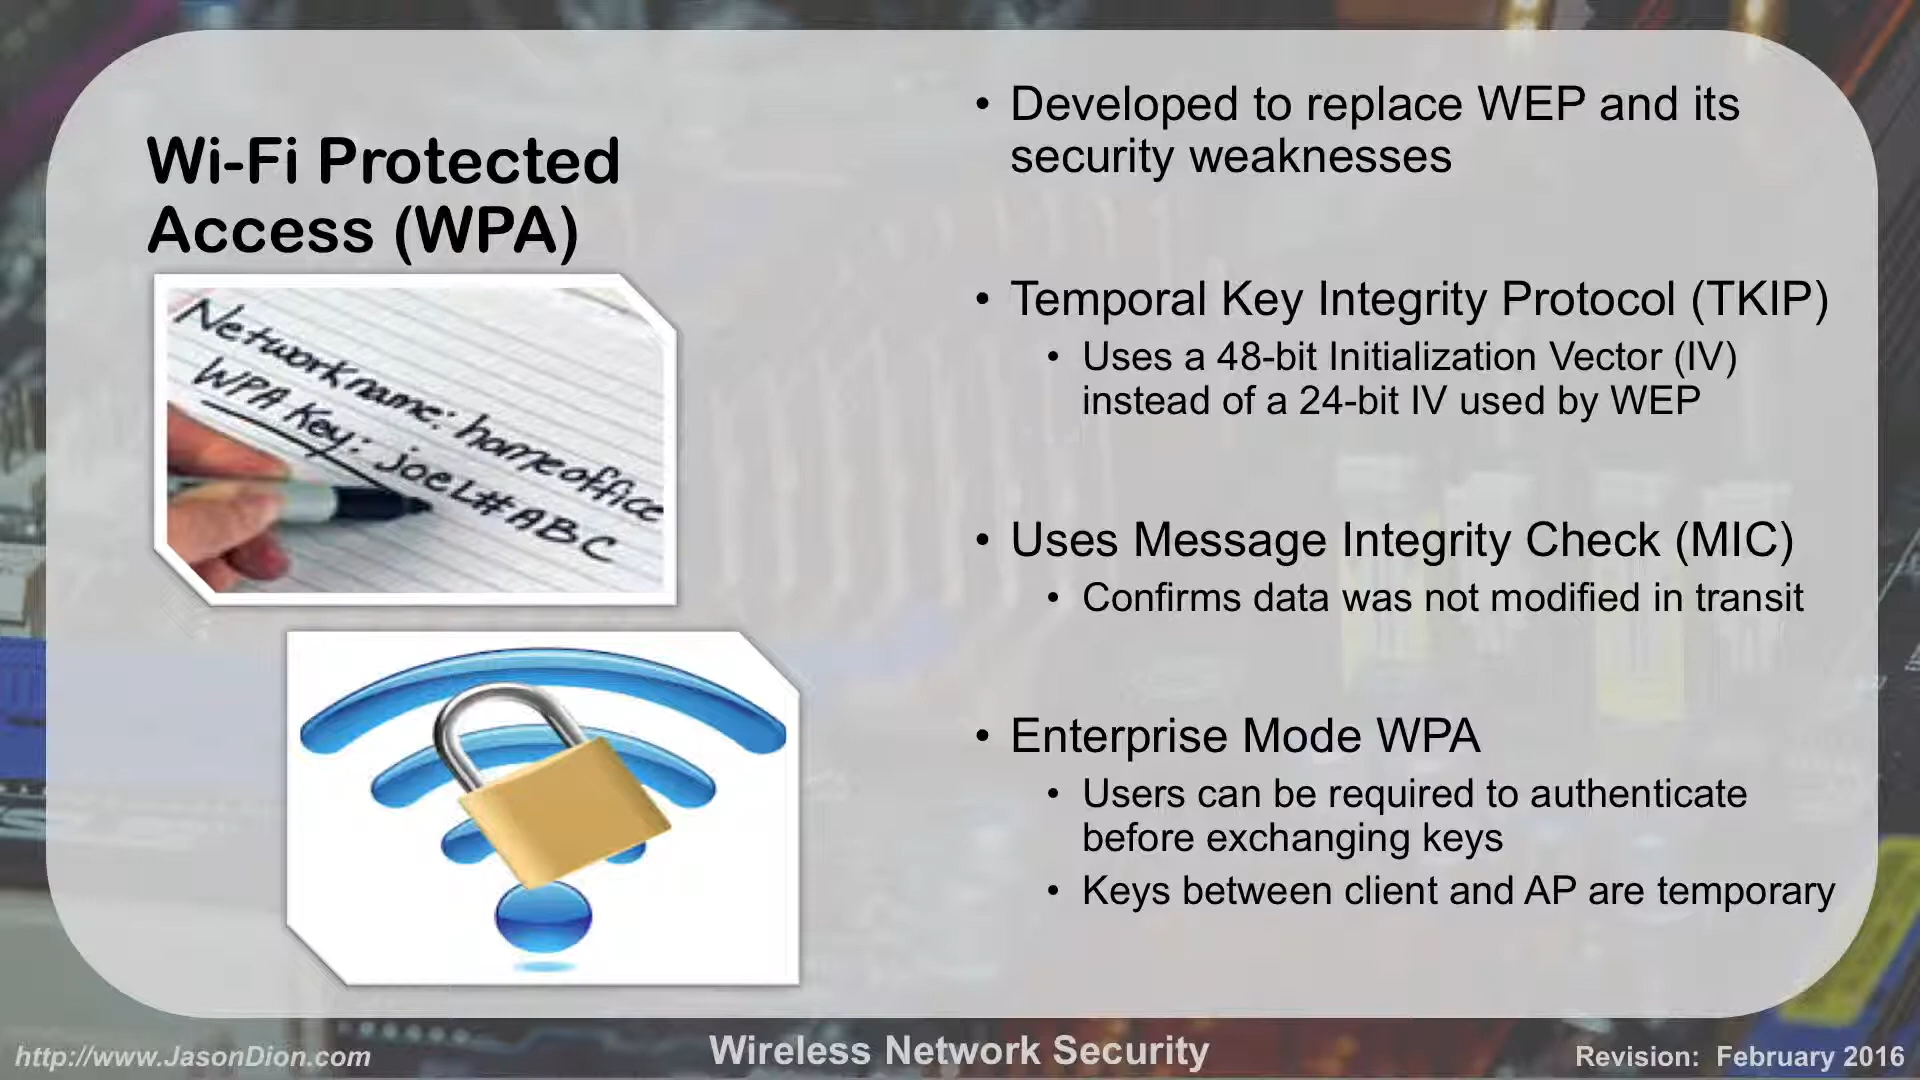 Wi-Fi Protected
Access (WPA)
Network name: homeoffice
WPA Key: joeL#ABC
• Developed to replace WEP and its
security weaknesses
• Temporal Key Integrity Protocol (TKIP)
• Uses a 48-bit Initialization Vector (IV)
instead of a 24-bit IV used by WEP
• Uses Message Integrity Check (MIC)
• Confirms data was not modified in transit
• Enterprise Mode WPA
• Users can be required to authenticate
before exchanging keys
• Keys between client and AP are temporary
http://www.JasonDion.com
Wireless Network Security
Revision: February 2016